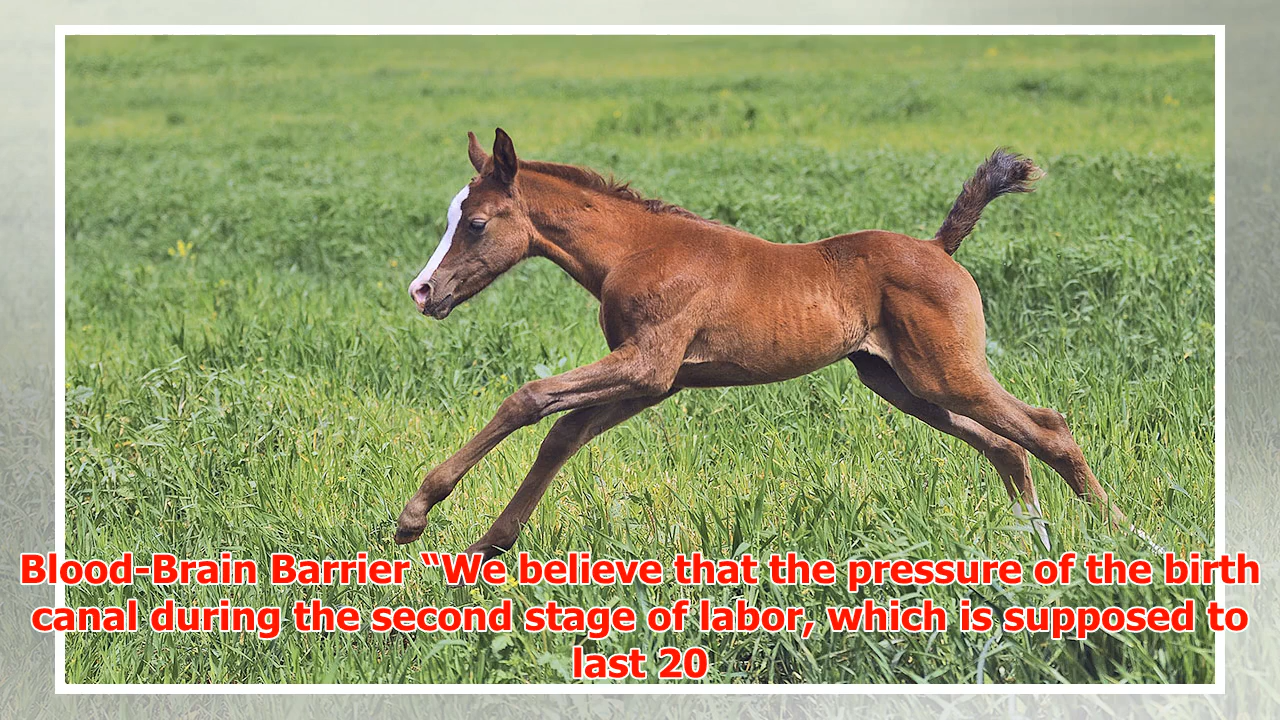 Blood-Brain Barrier “We believe that the pressure of the birth
canal during the second stage of labor, which is supposed to
last 20